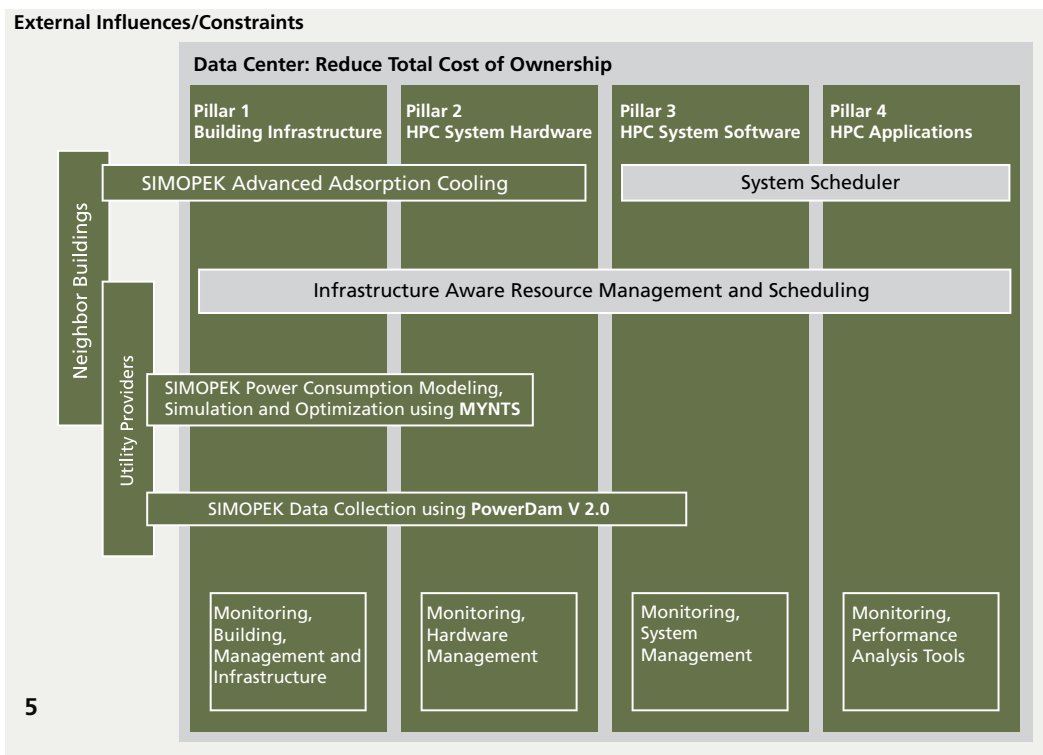 External Influences/Constraints
Data Center: Reduce Total Cost of Ownership
Pillar 1
Building Infrastructure
Pillar 2
HPC System Hardware
Pillar 3
HPC System Software
Pillar 4
HPC Applications
Neighbor Buildings
Utility Providers
SIMOPEK Advanced Adsorption Cooling
System Scheduler
Infrastructure Aware Resource Management and Scheduling
SIMOPEK Power Consumption Modeling,
Simulation and Optimization using MYNTS
SIMOPEK Data Collection using PowerDam V 2.0
Monitoring,
Building,
Management and
Infrastructure
Monitoring,
Hardware
Management
Monitoring,
System
Management
Monitoring,
Performance
Analysis Tools
5